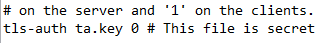 # on the server and '1' on the clients.
tls-auth ta.key 0 # This file is secret